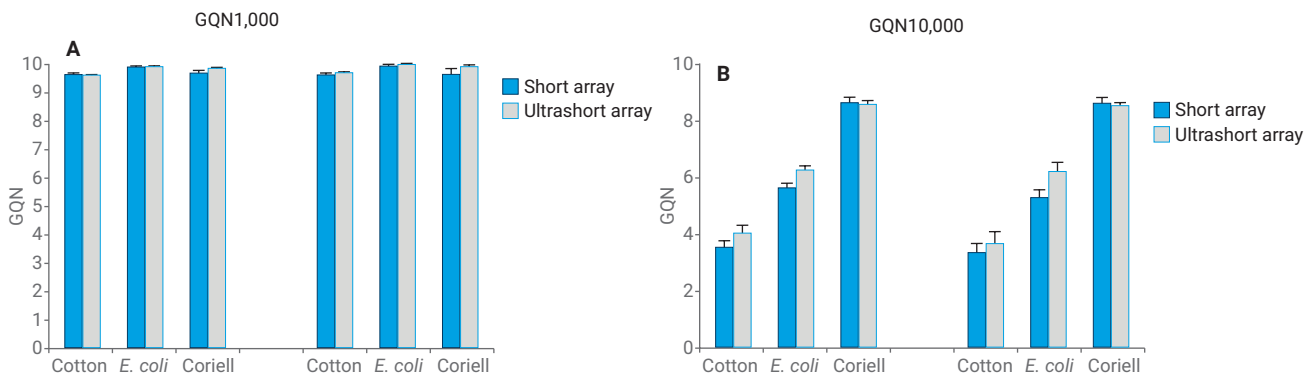 GQN1,000
A
10
9
8
7
6
5
4
3
2
1
0
GQN
Cotton E. coli Coriell Cotton E. coli Coriell
Short array
Ultrashort array
GQN10,000
B
10
8
6
4
2
0
GQN
Cotton E. coli Coriell Cotton E. coli Coriell
Short array
Ultrashort array